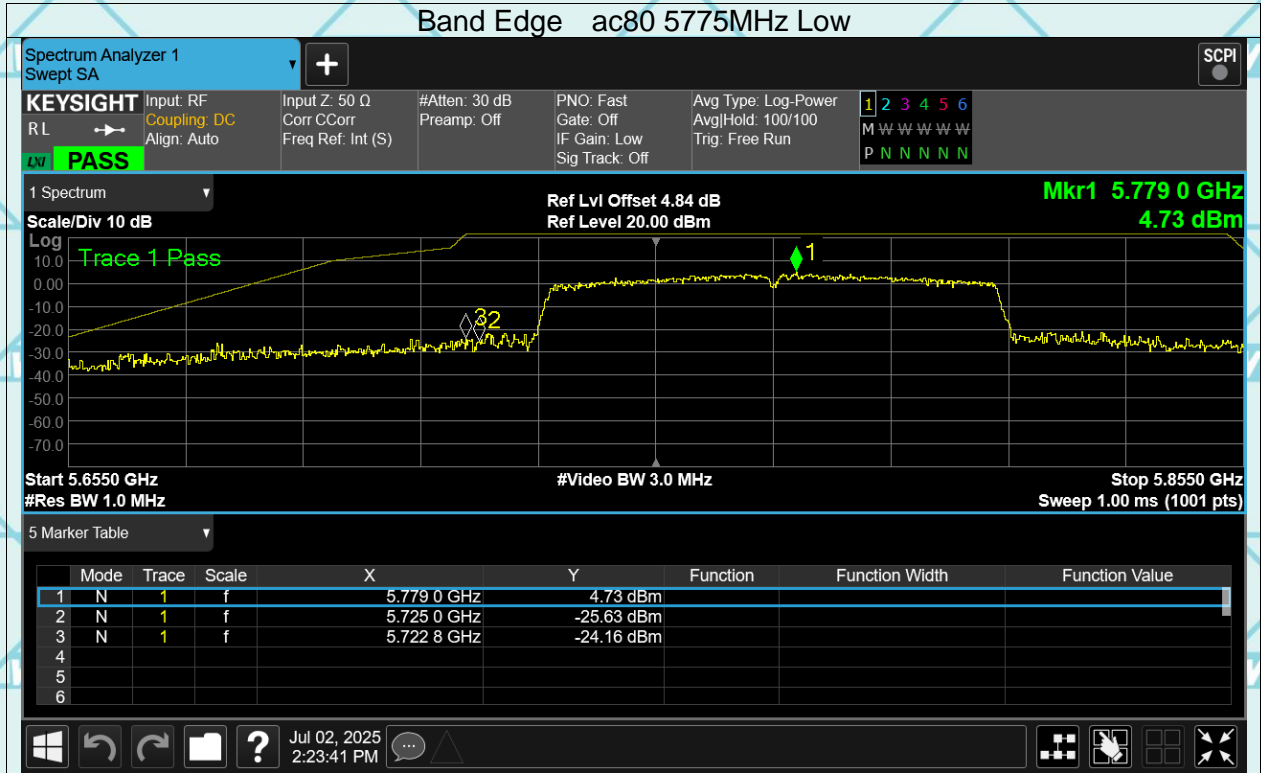 Band Edge ac80 5775MHz Low
Spectrum Analyzer 1
Swept SA
SCPI
KEYSIGHT Input: RF Input Z: 50 Ω #Atten: 30 dB PNO: Fast Avg Type: Log-Power 1 2 3 4 5 6
RL Coupling: DC Corr CCorr Preamp: Off Gate: Off Avg|Hold: 100/100 M W W W W W
Align: Auto Freq Ref: Int (S) IF Gain: Low Trig: Free Run P N N N N N
LXI PASS Sig Track: Off
1 Spectrum Ref Lvl Offset 4.84 dB Mkr1 5.779 0 GHz
Scale/Div 10 dB Ref Level 20.00 dBm 4.73 dBm
Log
Trace 1 Pass
1
10.0
0.00
-10.0
32
-20.0
-30.0
-40.0
-50.0
-60.0
-70.0
Start 5.6550 GHz #Video BW 3.0 MHz Stop 5.8550 GHz
#Res BW 1.0 MHz Sweep 1.00 ms (1001 pts)
5 Marker Table
Mode Trace Scale X Y Function Function Width Function Value
1 N 1 f 5.779 0 GHz 4.73 dBm
2 N 1 f 5.725 0 GHz -25.63 dBm
3 N 1 f 5.722 8 GHz -24.16 dBm
4
5
6
? Jul 02, 2025
2:23:41 PM